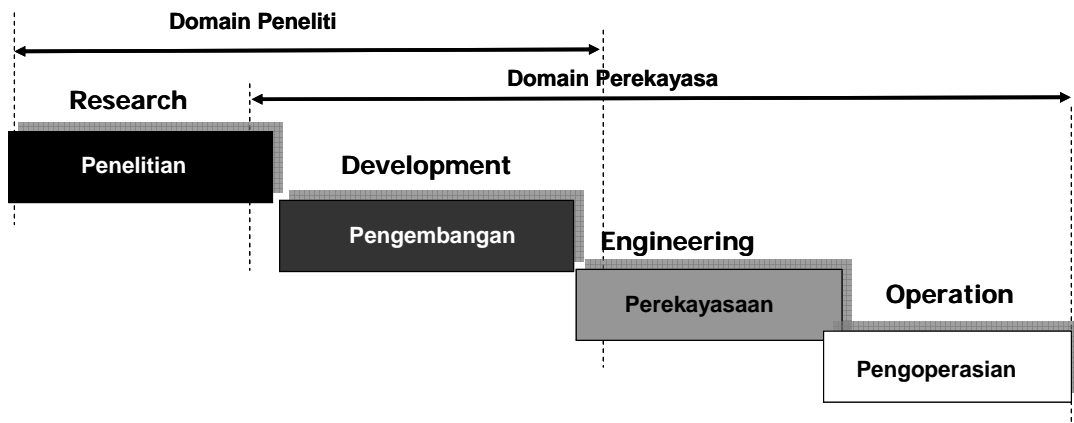 Domain Peneliti
Domain Perekayasa
Research
Penelitian
Development
Pengembangan
Engineering
Perekayasaan
Operation
Pengoperasian